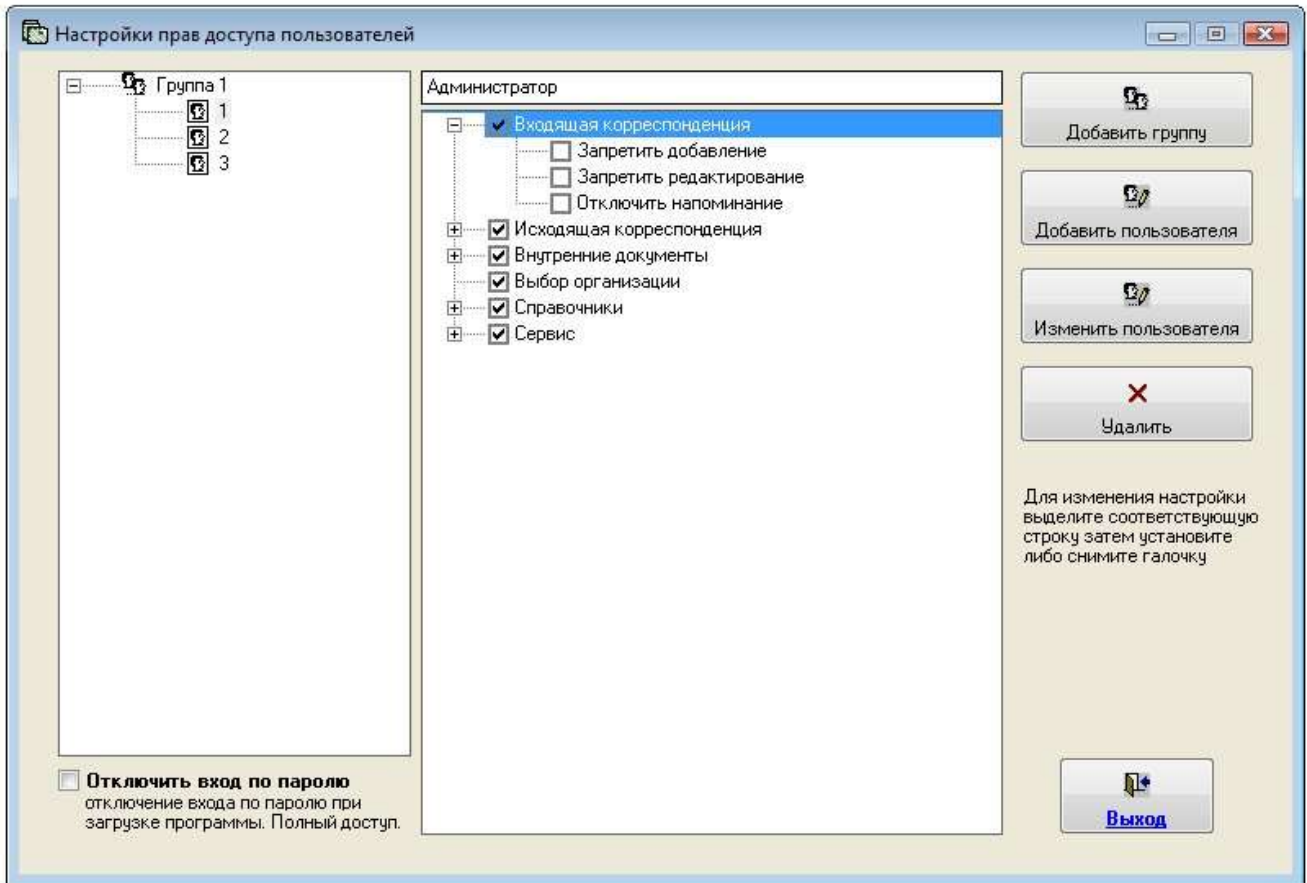 Настройки прав доступа пользователей
Группа 1
1
2
3
Администратор
Входящая корреспонденция
Запретить добавление
Запретить редактирование
Отключить напоминание
Исходящая корреспонденция
Внутренние документы
Выбор организации
Справочники
Сервис
Добавить группу
Добавить пользователя
Изменить пользователя
Удалить
Для изменения настройки
выделите соответствующую
строку затем установите
либо снимите галочку
Отключить вход по паролю
отключение входа по паролю при
загрузке программы. Полный доступ.
Выход